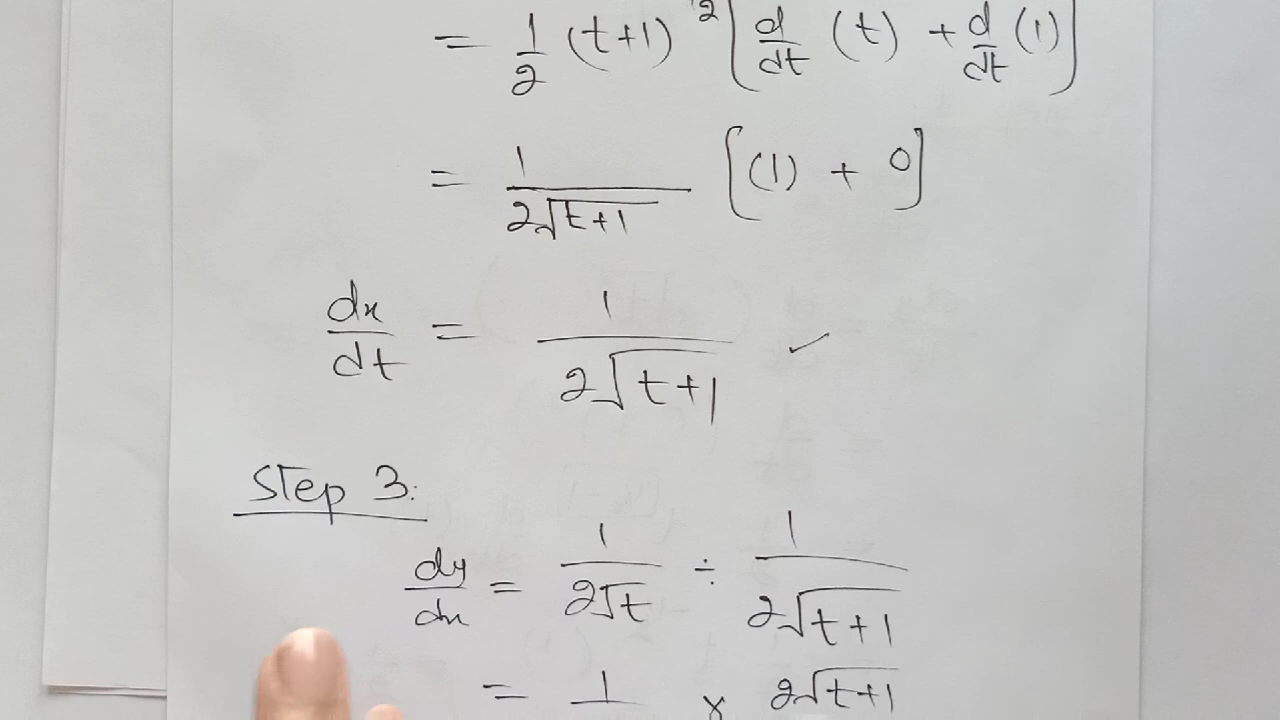 = 1/2 (t+1) 2 [d/dt (t) + d/dt (1)]
= 1/2√t+1 [(1) + 0]
dx/dt = 1/2√t+1 ✓
Step 3:
dy/dx = 1/2√t ÷ 1/2√t+1
= 1 × 2√t+1